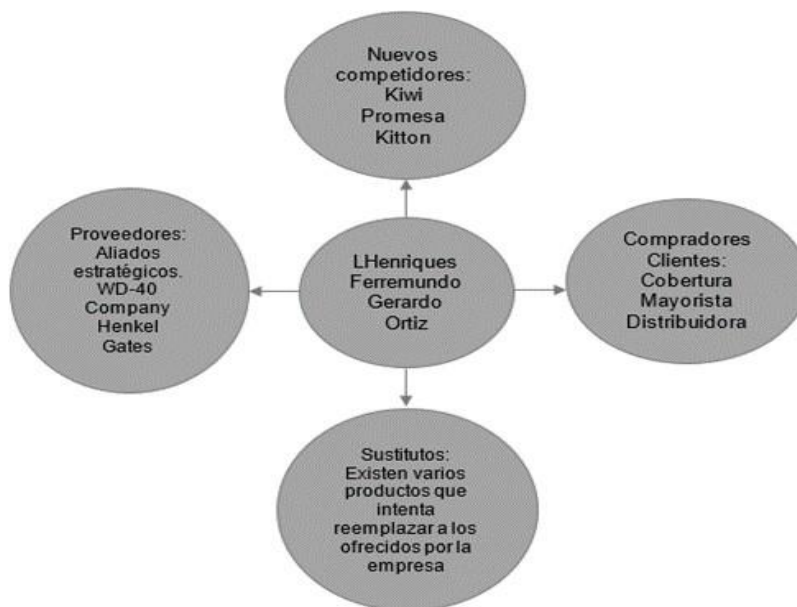 Nuevos
competidores:
Kiwi
Promesa
Kitton
Proveedores:
Aliados
estratégicos.
WD-40
Company
Henkel
Gates
LHenriques
Ferremundo
Gerardo
Ortiz
Compradores
Clientes:
Cobertura
Mayorista
Distribuidora
Sustitutos:
Existen varios
productos que
intenta
reemplazar a los
ofrecidos por la
empresa